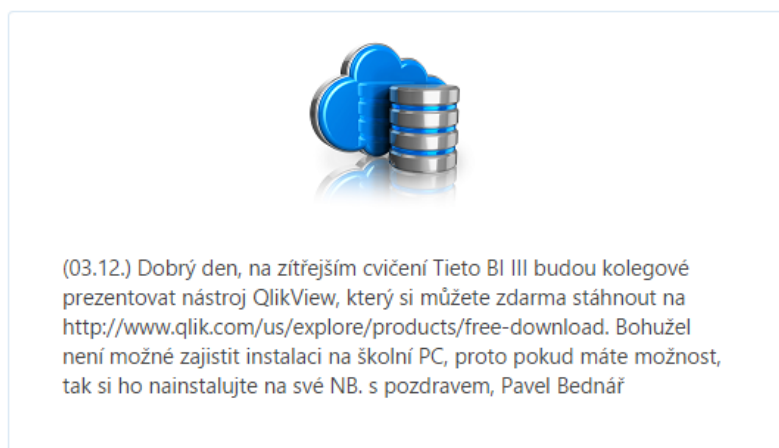 (03.12.) Dobrý den, na zítřejším cvičení Tieto BI III budou kolegové
prezentovat nástroj QlikView, který si můžete zdarma stáhnout na
http://www.qlik.com/us/explore/products/free-download. Bohužel
není možné zajistit instalaci na školní PC, proto pokud máte možnost,
tak si ho nainstalujte na své NB. s pozdravem, Pavel Bednář